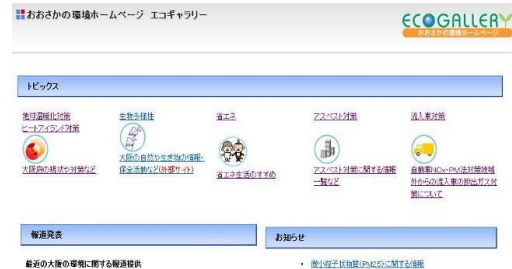 おおさかの環境ホームページ エコギャラリー
ECOGALLERY
おおさかの環境ホームページ
トピックス
地球温暖化対策
ヒートアイランド対策
大阪府の現状や対策など
生物多様性
大阪の自然や生き物の情報・
保全活動など(外部サイト)
省エネ
省エネ生活のすすめ
アスベスト対策
アスベスト対策に関する情報
一覧など
流入車対策
自動車NOx・PM法対策地域
外からの流入車の排出ガス対
策について
報道発表
最近の大阪の環境に関する報道提供
お知らせ
・ 微小粒子状物質(PM2.5)に関する情報